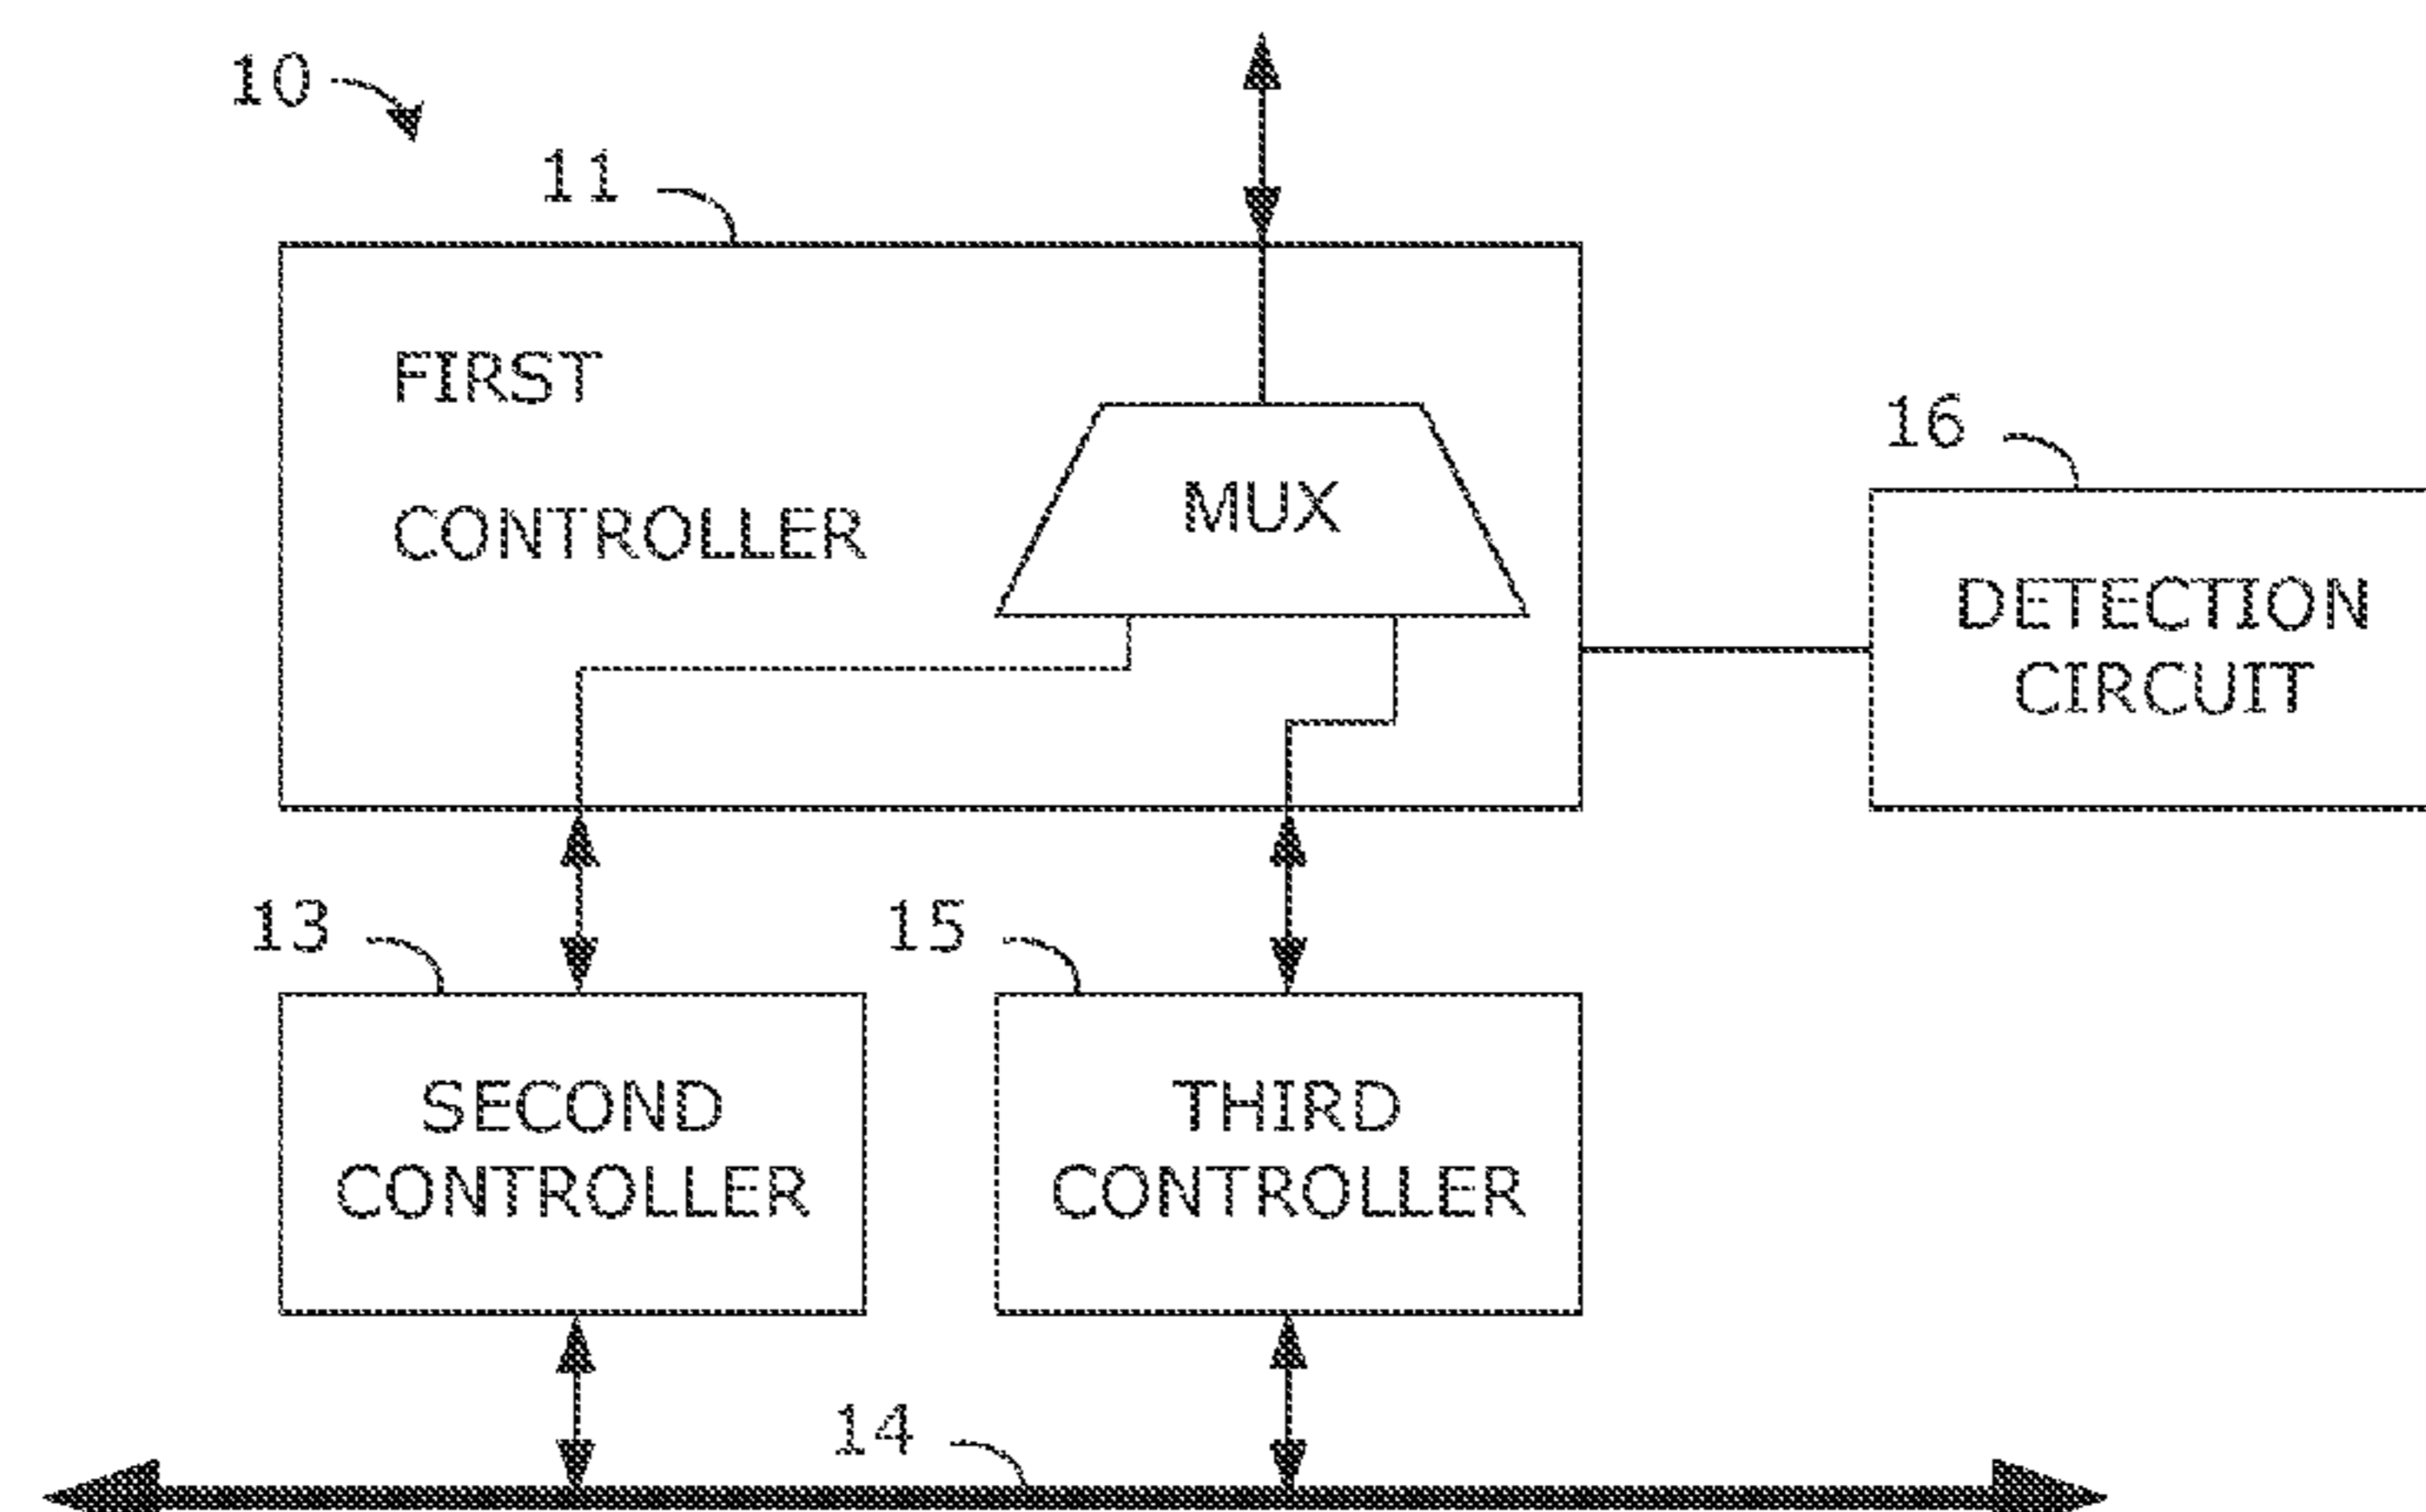 10
11
FIRST
CONTROLLER
MUX
16
DETECTION
CIRCUIT
13
15
SECOND
CONTROLLER
THIRD
CONTROLLER
14